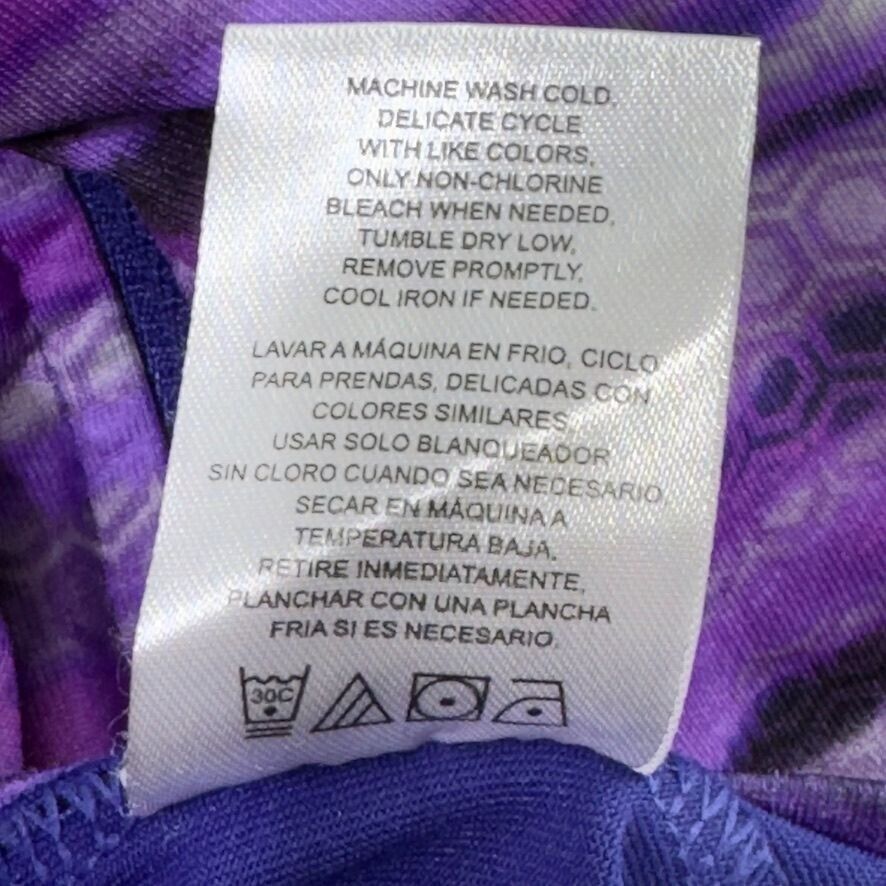 MACHINE WASH COLD,
DELICATE CYCLE
WITH LIKE COLORS,
ONLY NON-CHLORINE
BLEACH WHEN NEEDED,
TUMBLE DRY LOW,
REMOVE PROMPTLY,
COOL IRON IF NEEDED.
LAVAR A MÁQUINA EN FRIO, CICLO
PARA PRENDAS, DELICADAS CON
COLORES SIMILARES
USAR SOLO BLANQUEADOR
SIN CLORO CUANDO SEA NECESARIO
SECAR EN MÁQUINA A
TEMPERATURA BAJA,
RETIRE INMEDIATAMENTE,
PLANCHAR CON UNA PLANCHA
FRIA SI ES NECESARIO.
30C